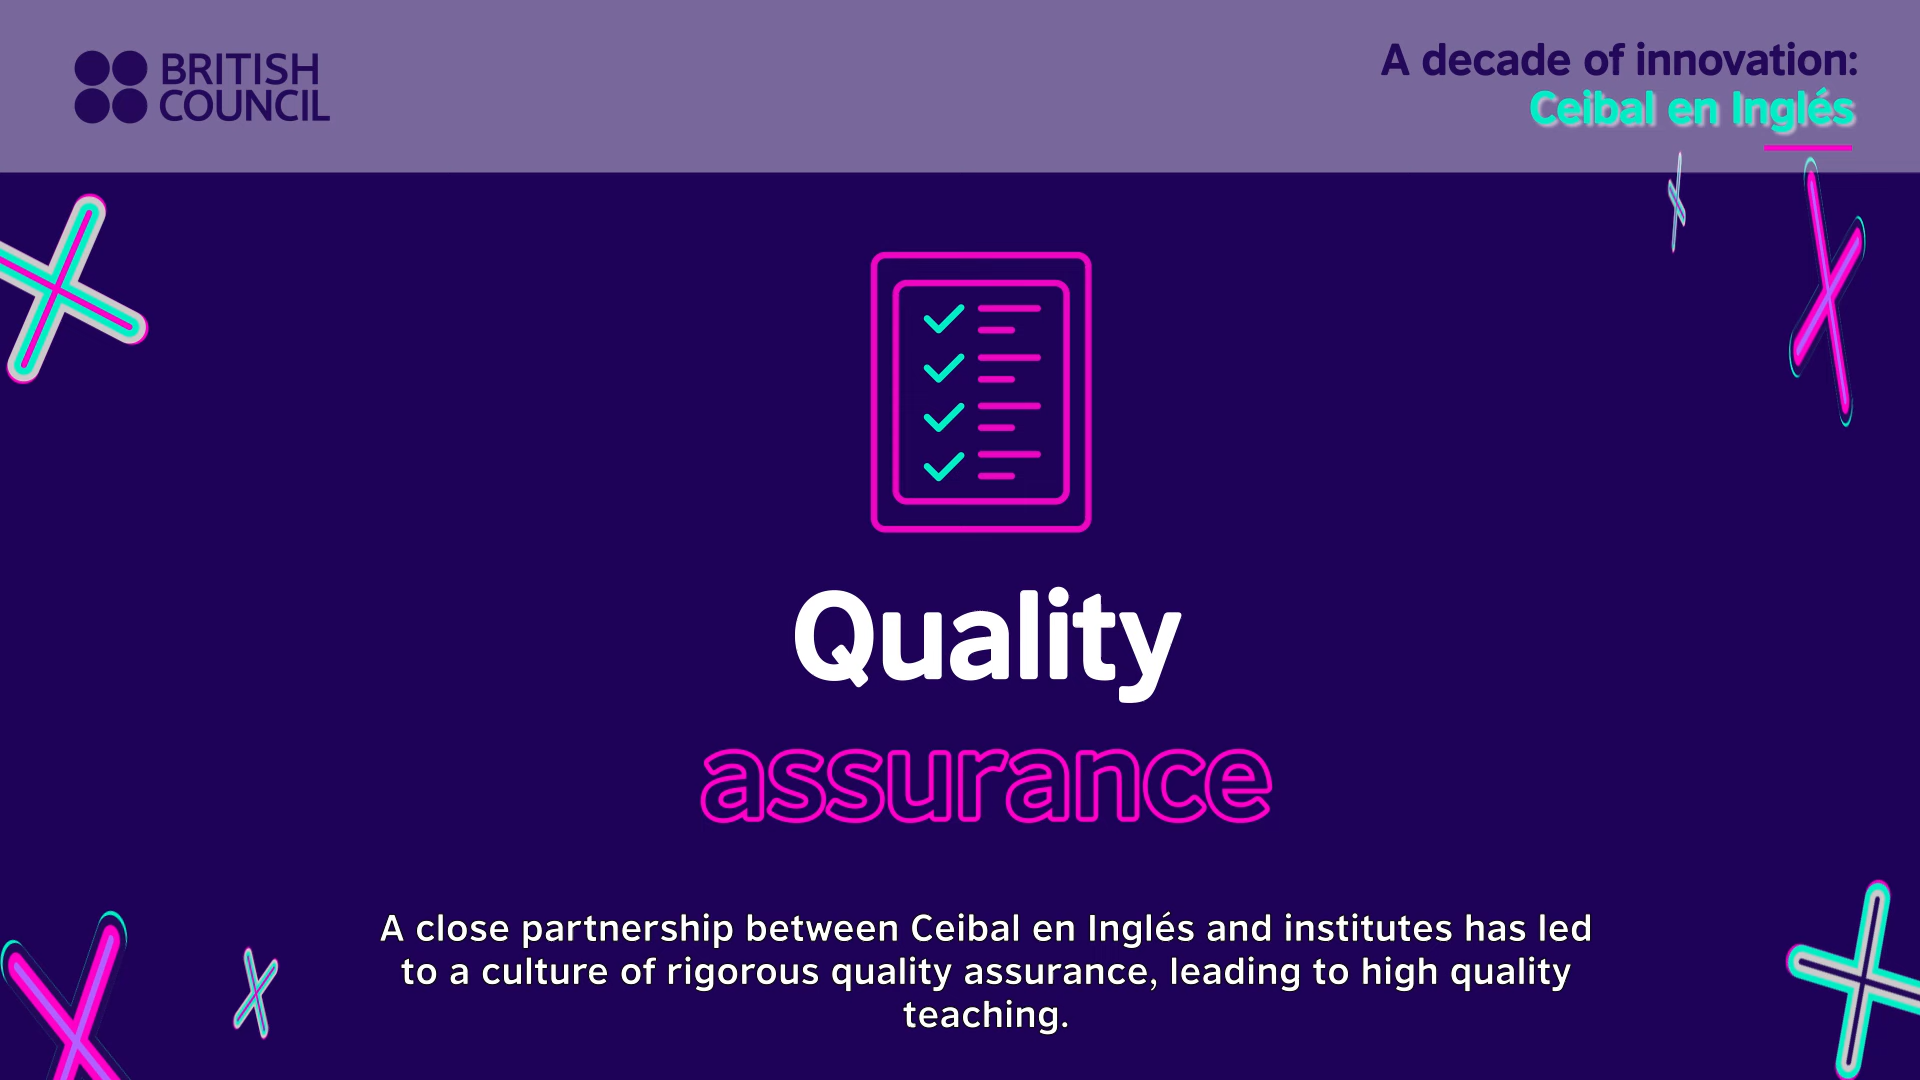 BRITISH
COUNCIL
A decade of innovation:
Ceibal en Inglés
Quality
assurance
A close partnership between Ceibal en Inglés and institutes has led
to a culture of rigorous quality assurance, leading to high quality
teaching.